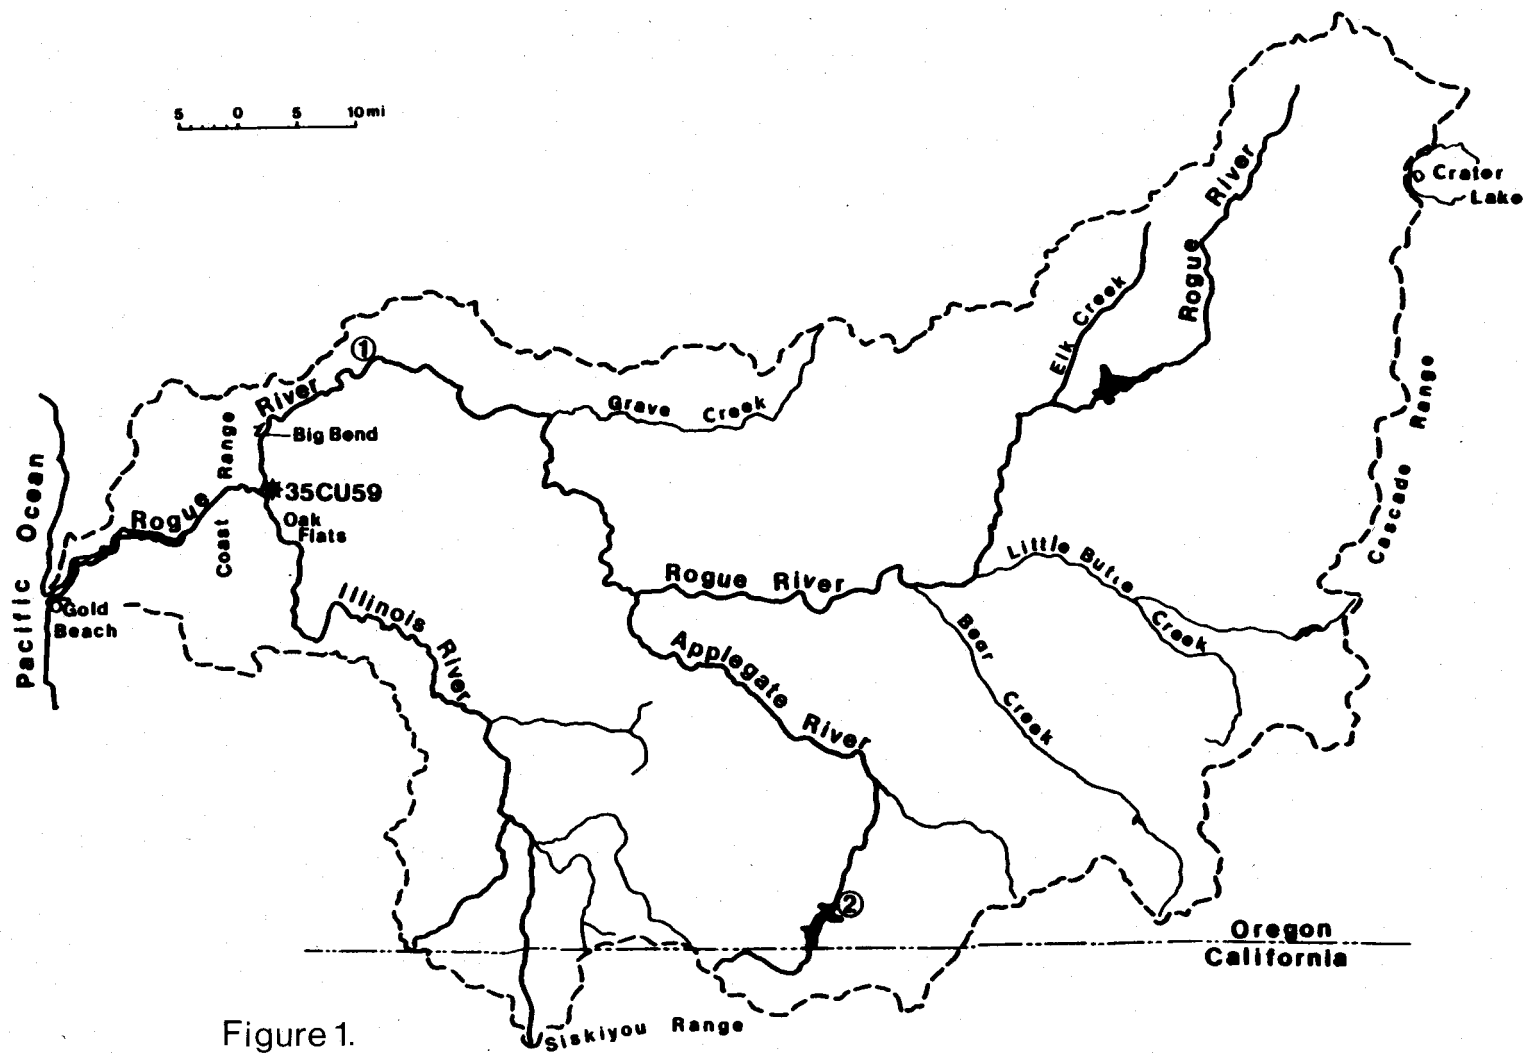 5 0 5 10mi
River
Rogue
Crater
Lake
Elk Creek
1
River
Grave Creek
Big Bend
Coast Range
Cascade Range
35CU59
Rogue
Oak
Flats
Pacific Ocean
Gold
Beach
Rogue River
Little Butte
Creek
Illinois
River
Applegate
River
Bear
Creek
2
Oregon
California
Siskiyou Range
Figure 1.